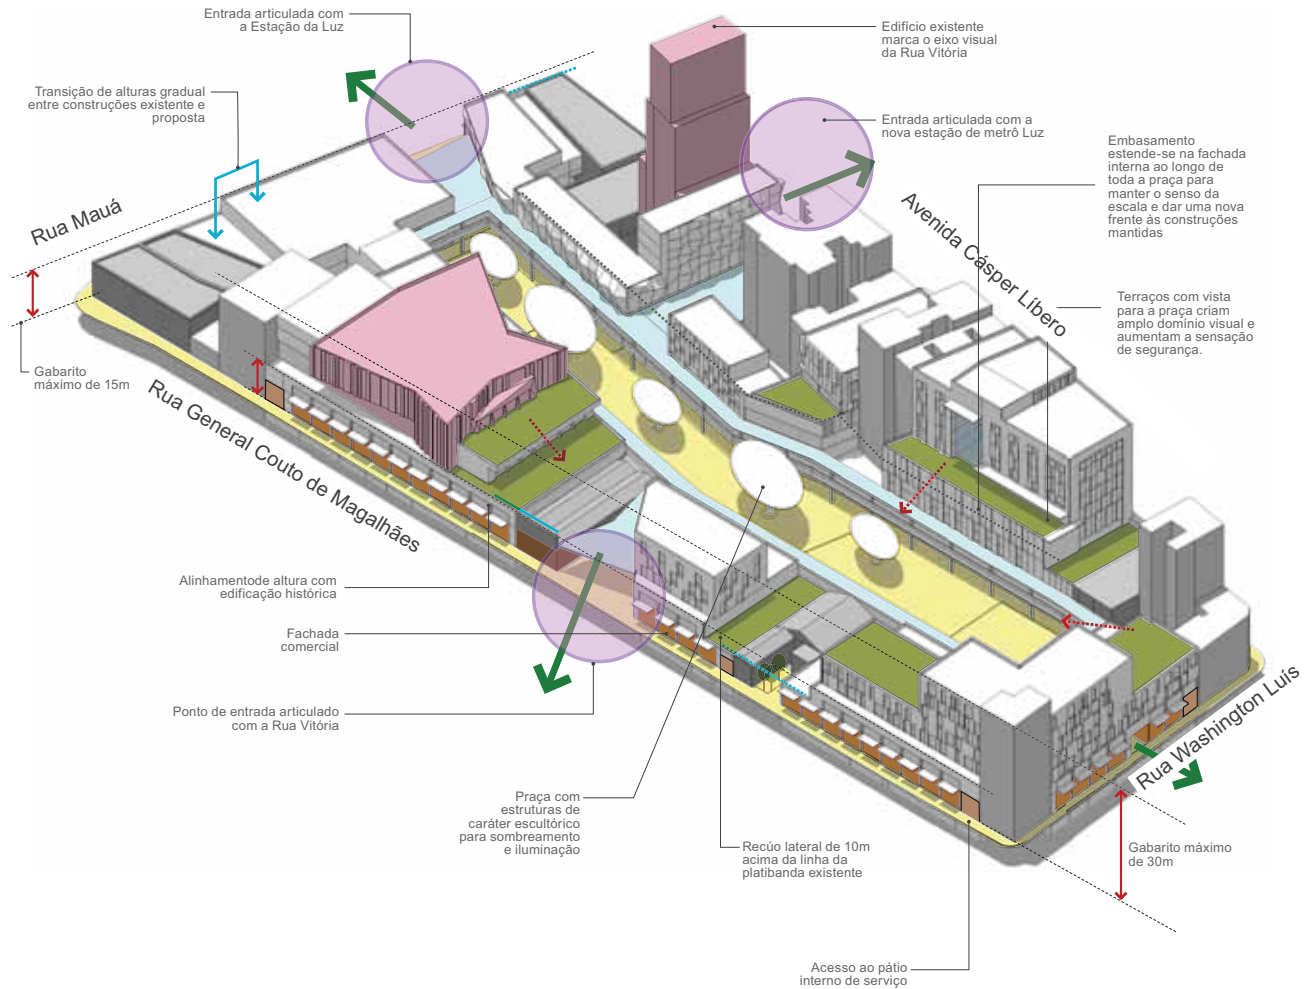 Entrada articulada com
a Estação da Luz
Edifício existente
marca o eixo visual
da Rua Vitória
Transição de alturas gradual
entre construções existente e
proposta
Entrada articulada com a
nova estação de metrô Luz
Embasamento
estende-se na fachada
interna ao longo de
toda a praça para
manter o senso da
escala e dar uma nova
frente às construções
mantidas
Rua Mauá
Avenida Cásper Líbero
Terraços com vista
para a praça criam
amplo domínio visual e
aumentam a sensação
de segurança.
Gabarito
máximo de 15m
Rua General Couto de Magalhães
Alinhamentode altura com
edificação histórica
Fachada
comercial
Ponto de entrada articulado
com a Rua Vitória
Rua Washington Luís
Praça com
estruturas de
caráter escultórico
para sombreamento
e iluminação
Recúo lateral de 10m
acima da linha da
platibanda existente
Gabarito máximo
de 30m
Acesso ao pátio
interno de serviço